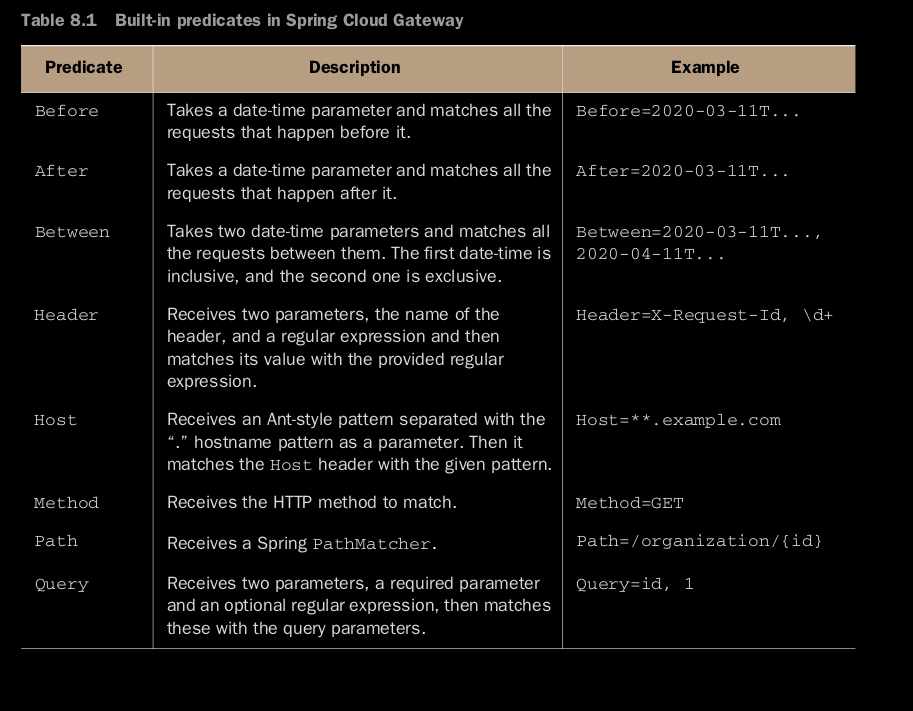 Table 8.1 Built-in predicates in Spring Cloud Gateway
Predicate Description Example
Before Takes a date-time parameter and matches all the Before=2020-03-11T...
requests that happen before it.
After Takes a date-time parameter and matches all the After=2020-03-11T...
requests that happen after it.
Between Takes two date-time parameters and matches all Between=2020-03-11T...,
the requests between them. The first date-time is 2020-04-11T...
inclusive, and the second one is exclusive.
Header Receives two parameters, the name of the Header=X-Request-Id, \d+
header, and a regular expression and then
matches its value with the provided regular
expression.
Host Receives an Ant-style pattern separated with the Host=**.example.com
“.” hostname pattern as a parameter. Then it
matches the Host header with the given pattern.
Method Receives the HTTP method to match. Method=GET
Path Receives a Spring PathMatcher. Path=/organization/{id}
Query Receives two parameters, a required parameter Query=id, 1
and an optional regular expression, then matches
these with the query parameters.